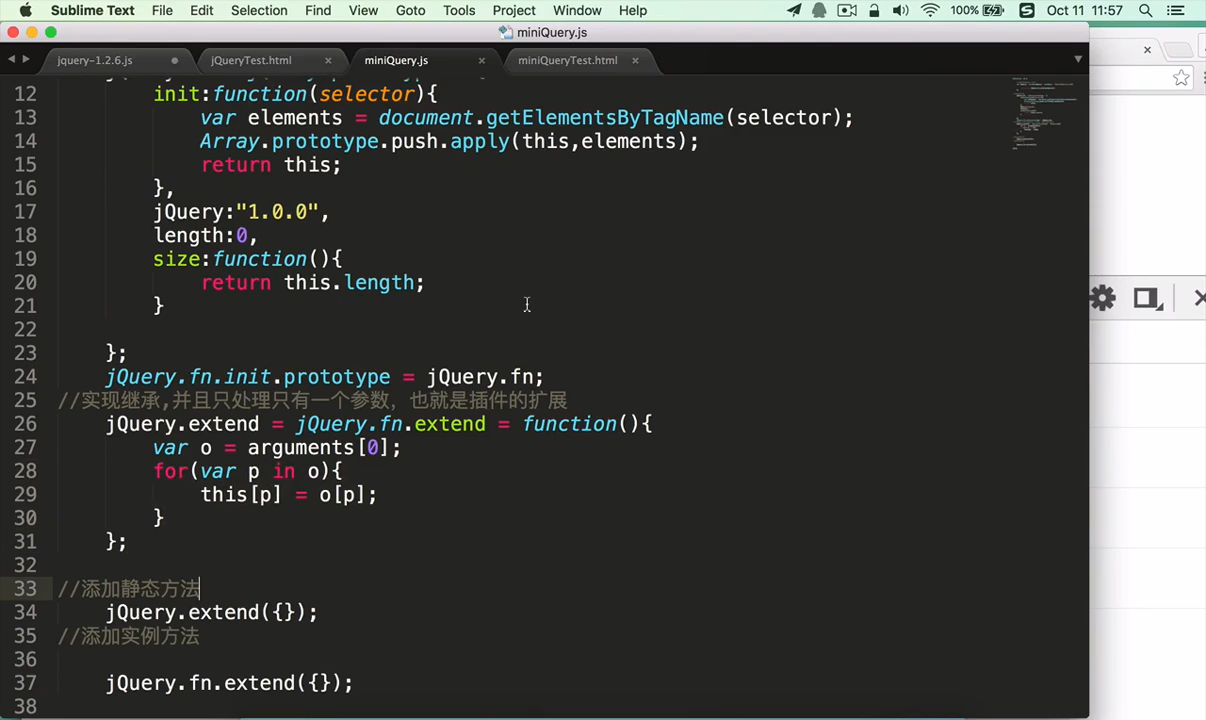 Sublime Text File Edit Selection Find View Goto Tools Project Window Help 100% Oct 11 11:57
miniQuery.js
jquery-1.2.6.js jQueryTest.html × miniQuery.js × miniQueryTest.html ×
12 init:function(selector){
13 var elements = document.getElementsByTagName(selector);
14 Array.prototype.push.apply(this,elements);
15 return this;
16 },
17 jQuery:"1.0.0",
18 length:0,
19 size:function(){
20 return this.length;
21 }
22
23 };
24 jQuery.fn.init.prototype = jQuery.fn;
25 //实现继承,并且只处理只有一个参数，也就是插件的扩展
26 jQuery.extend = jQuery.fn.extend = function(){
27 var o = arguments[0];
28 for(var p in o){
29 this[p] = o[p];
30 }
31 };
32
33 //添加静态方法
34 jQuery.extend({});
35 //添加实例方法
36
37 jQuery.fn.extend({});
38